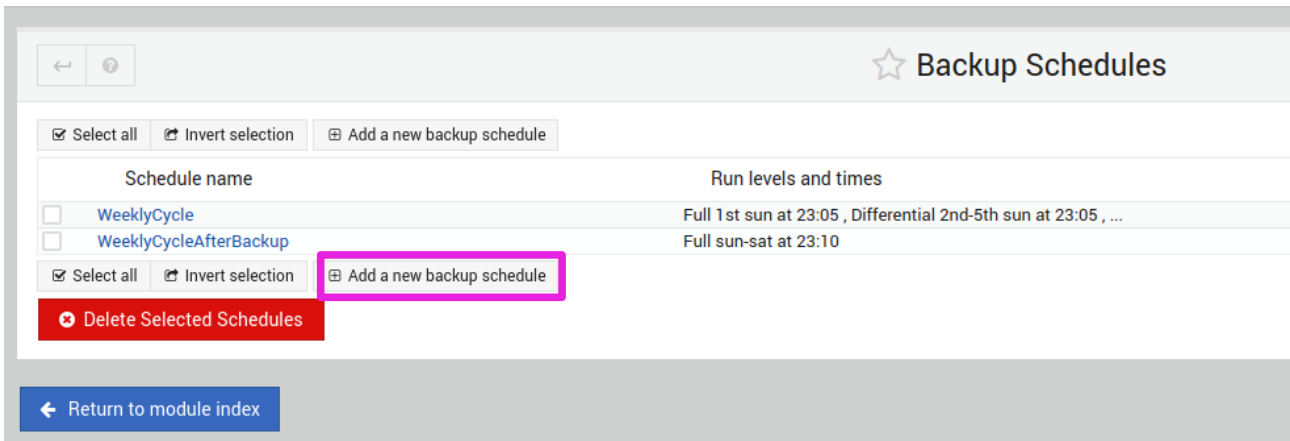 Backup Schedules
Select all Invert selection Add a new backup schedule
Schedule name Run levels and times
WeeklyCycle Full 1st sun at 23:05 , Differential 2nd-5th sun at 23:05 , ...
WeeklyCycleAfterBackup Full sun-sat at 23:10
Select all Invert selection Add a new backup schedule
Delete Selected Schedules
Return to module index